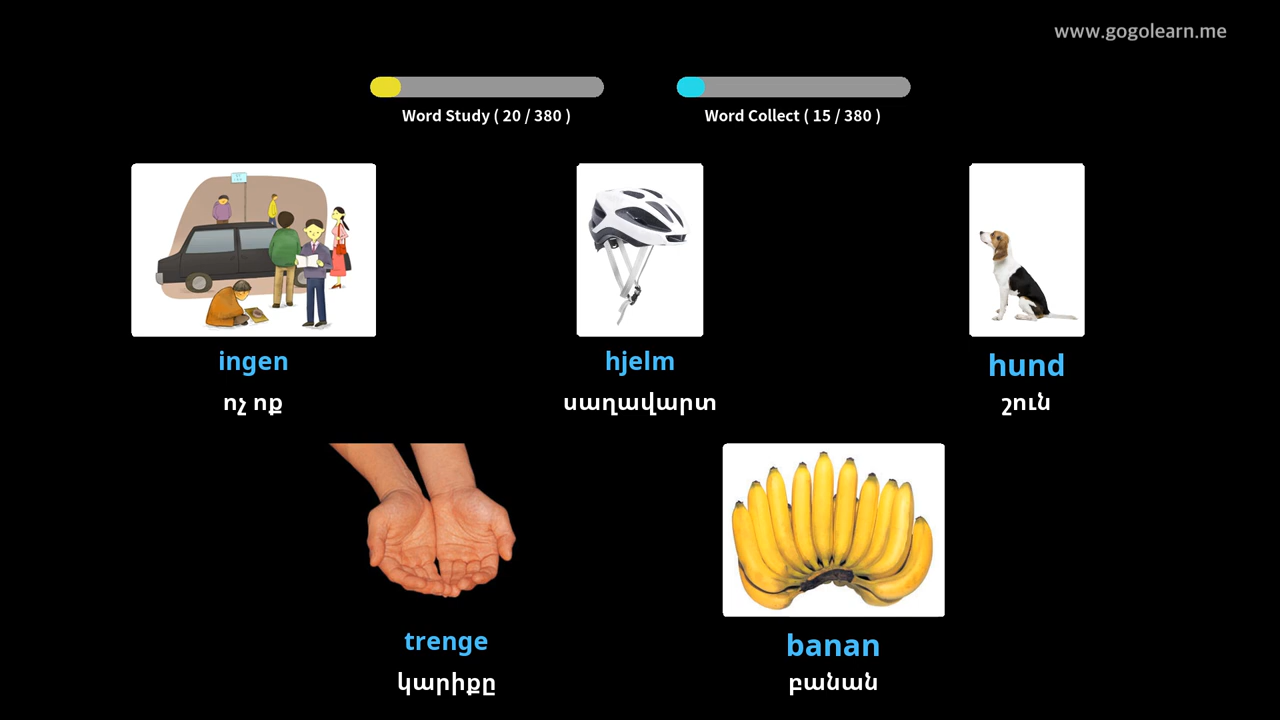 www.gogolearn.me
Word Study ( 20 / 380 )
Word Collect ( 15 / 380 )
ingen
hjelm
hund
ոչ ոք
սաղավարտ
շուն
trenge
banan
կարիքը
բանան